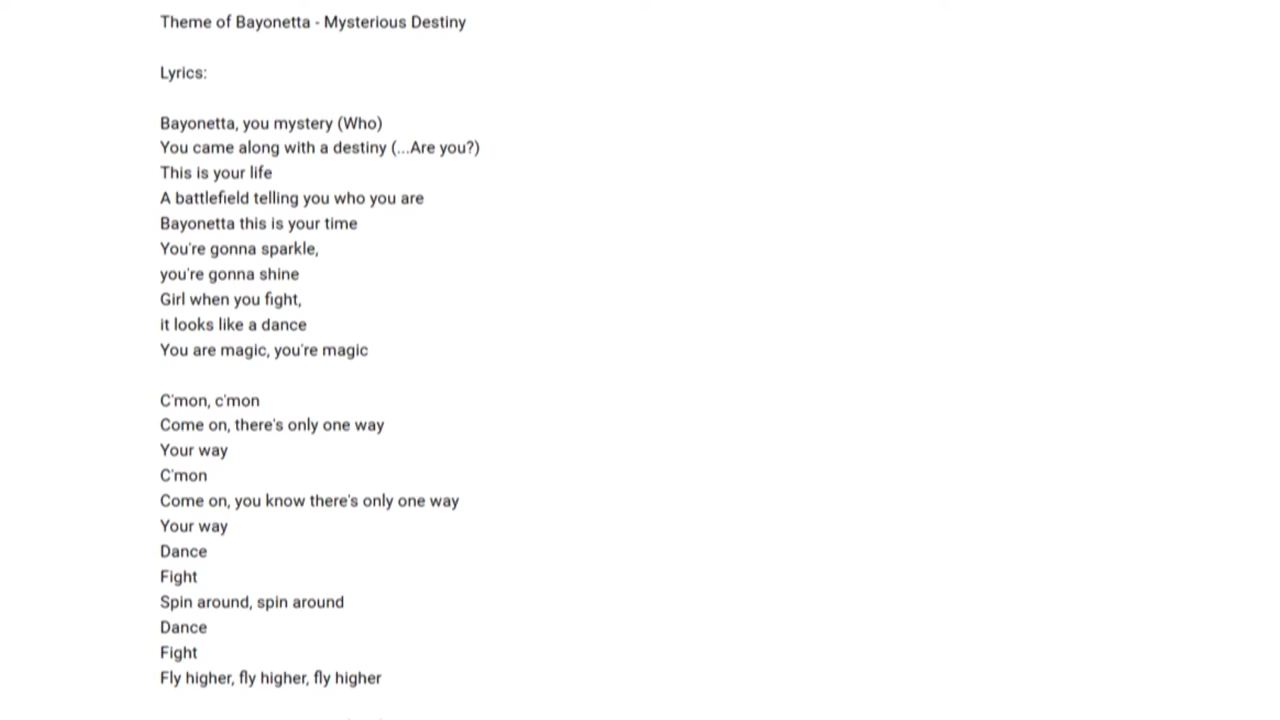 Theme of Bayonetta - Mysterious Destiny
Lyrics:
Bayonetta, you mystery (Who)
You came along with a destiny (...Are you?)
This is your life
A battlefield telling you who you are
Bayonetta this is your time
You're gonna sparkle,
you're gonna shine
Girl when you fight,
it looks like a dance
You are magic, you're magic
C'mon, c'mon
Come on, there's only one way
Your way
C'mon
Come on, you know there's only one way
Your way
Dance
Fight
Spin around, spin around
Dance
Fight
Fly higher, fly higher, fly higher